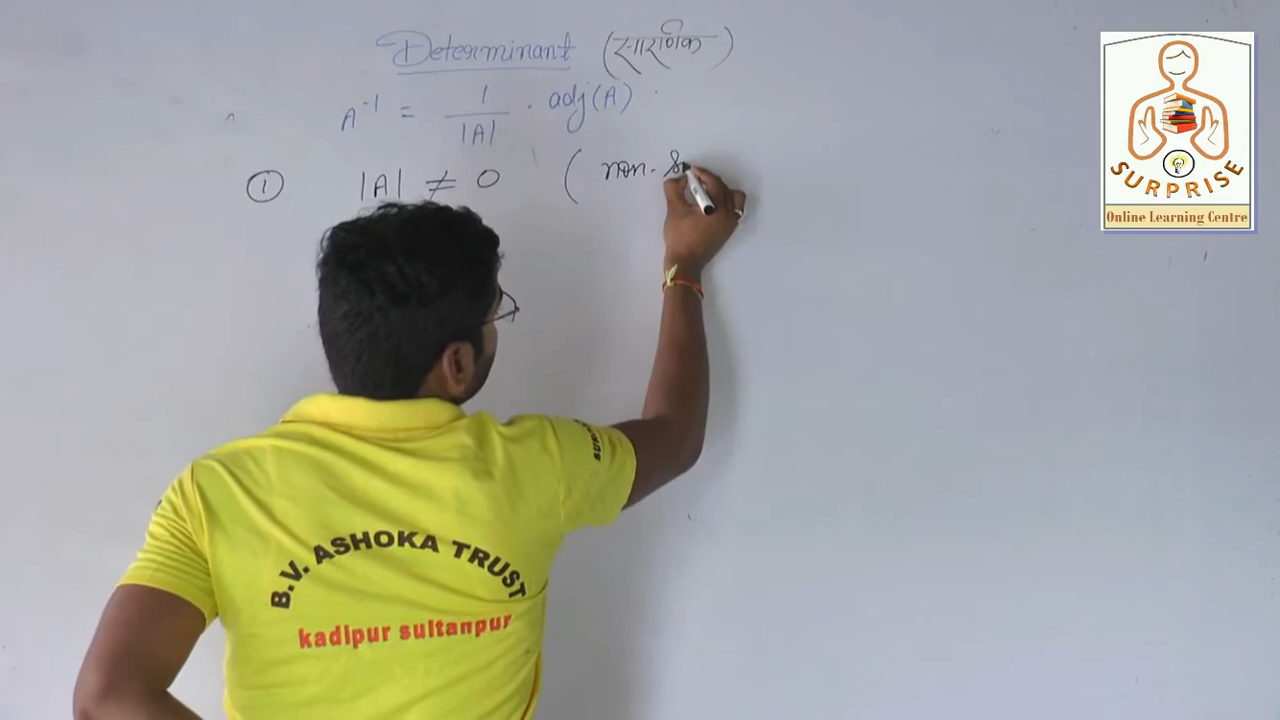 Determinant (सारणिक)
A⁻¹ = 1/|A| · adj(A)
① |A| ≠ 0 ( non-S
SURPRISE
Online Learning Centre
B.V. ASHOKA TRUST
kadipur sultanpur